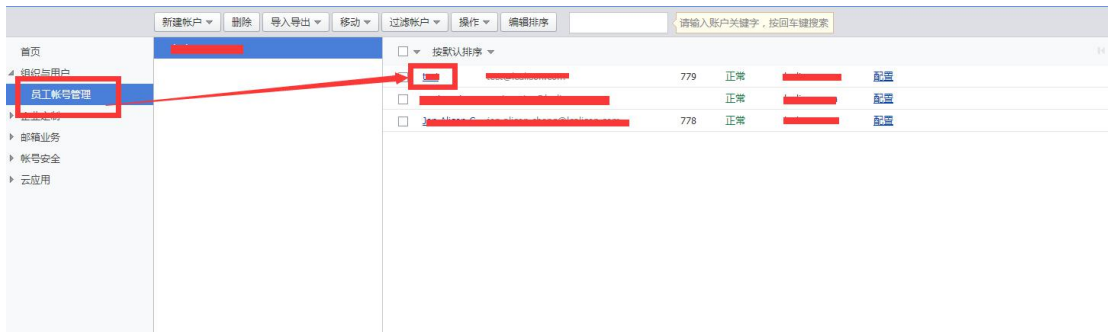 新建帐户 删除 导入导出 移动 过滤帐户 操作 编辑排序 请输入账户关键字，按回车键搜索
首页
组织与用户
员工帐号管理
企业定制
邮箱业务
帐号安全
云应用
按默认排序
779 正常 配置
正常 配置
778 正常 配置